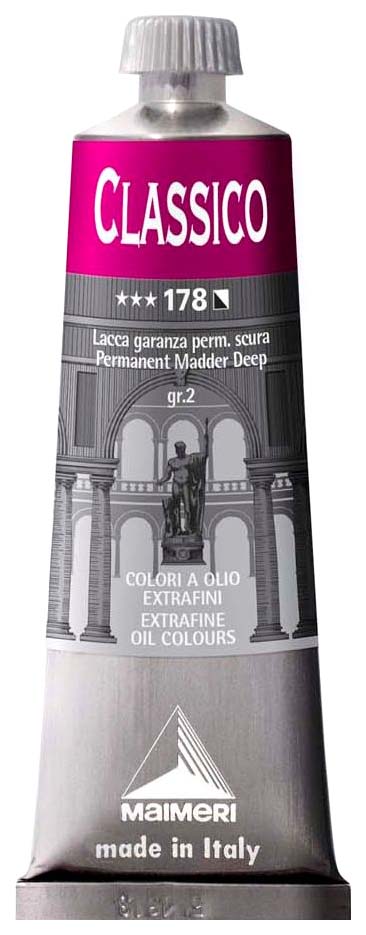 CLASSICO
★★★ 178
Lacca garanza perm. scura
Permanent Madder Deep
gr.2
COLORI A OLIO
EXTRAFINI
EXTRAFINE
OIL COLOURS
MAIMERI
made in Italy